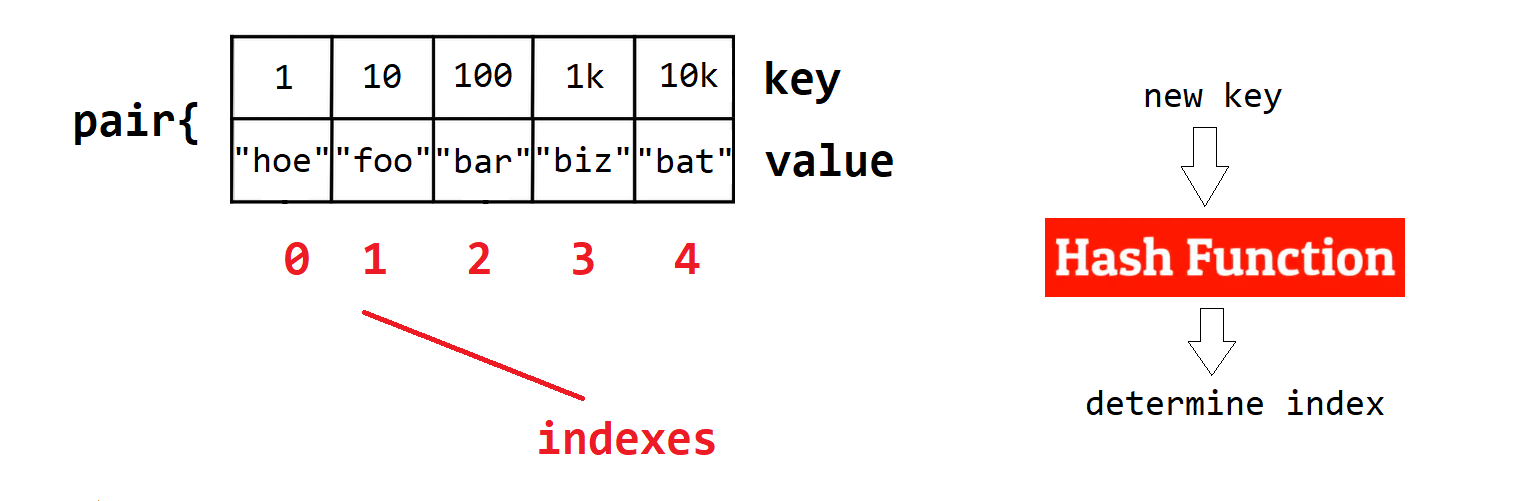 1 10 100 1k 10k key
pair{
"hoe" "foo" "bar" "biz" "bat" value
0 1 2 3 4
indexes
new key
Hash Function
determine index